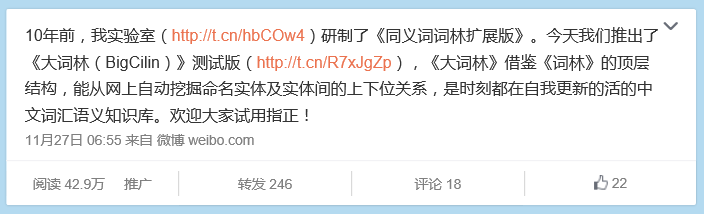 10年前，我实验室（http://t.cn/hbCOw4）研制了《同义词词林扩展版》。今天我们推出了
《大词林（BigCilin）》测试版（http://t.cn/R7xJgZp），《大词林》借鉴《词林》的顶层
结构，能从网上自动挖掘命名实体及实体间的上下位关系，是时刻都在自我更新的活的中
文词汇语义知识库。欢迎大家试用指正！
11月27日 06:55 来自 微博 weibo.com
阅读 42.9万 推广 转发 246 评论 18 22